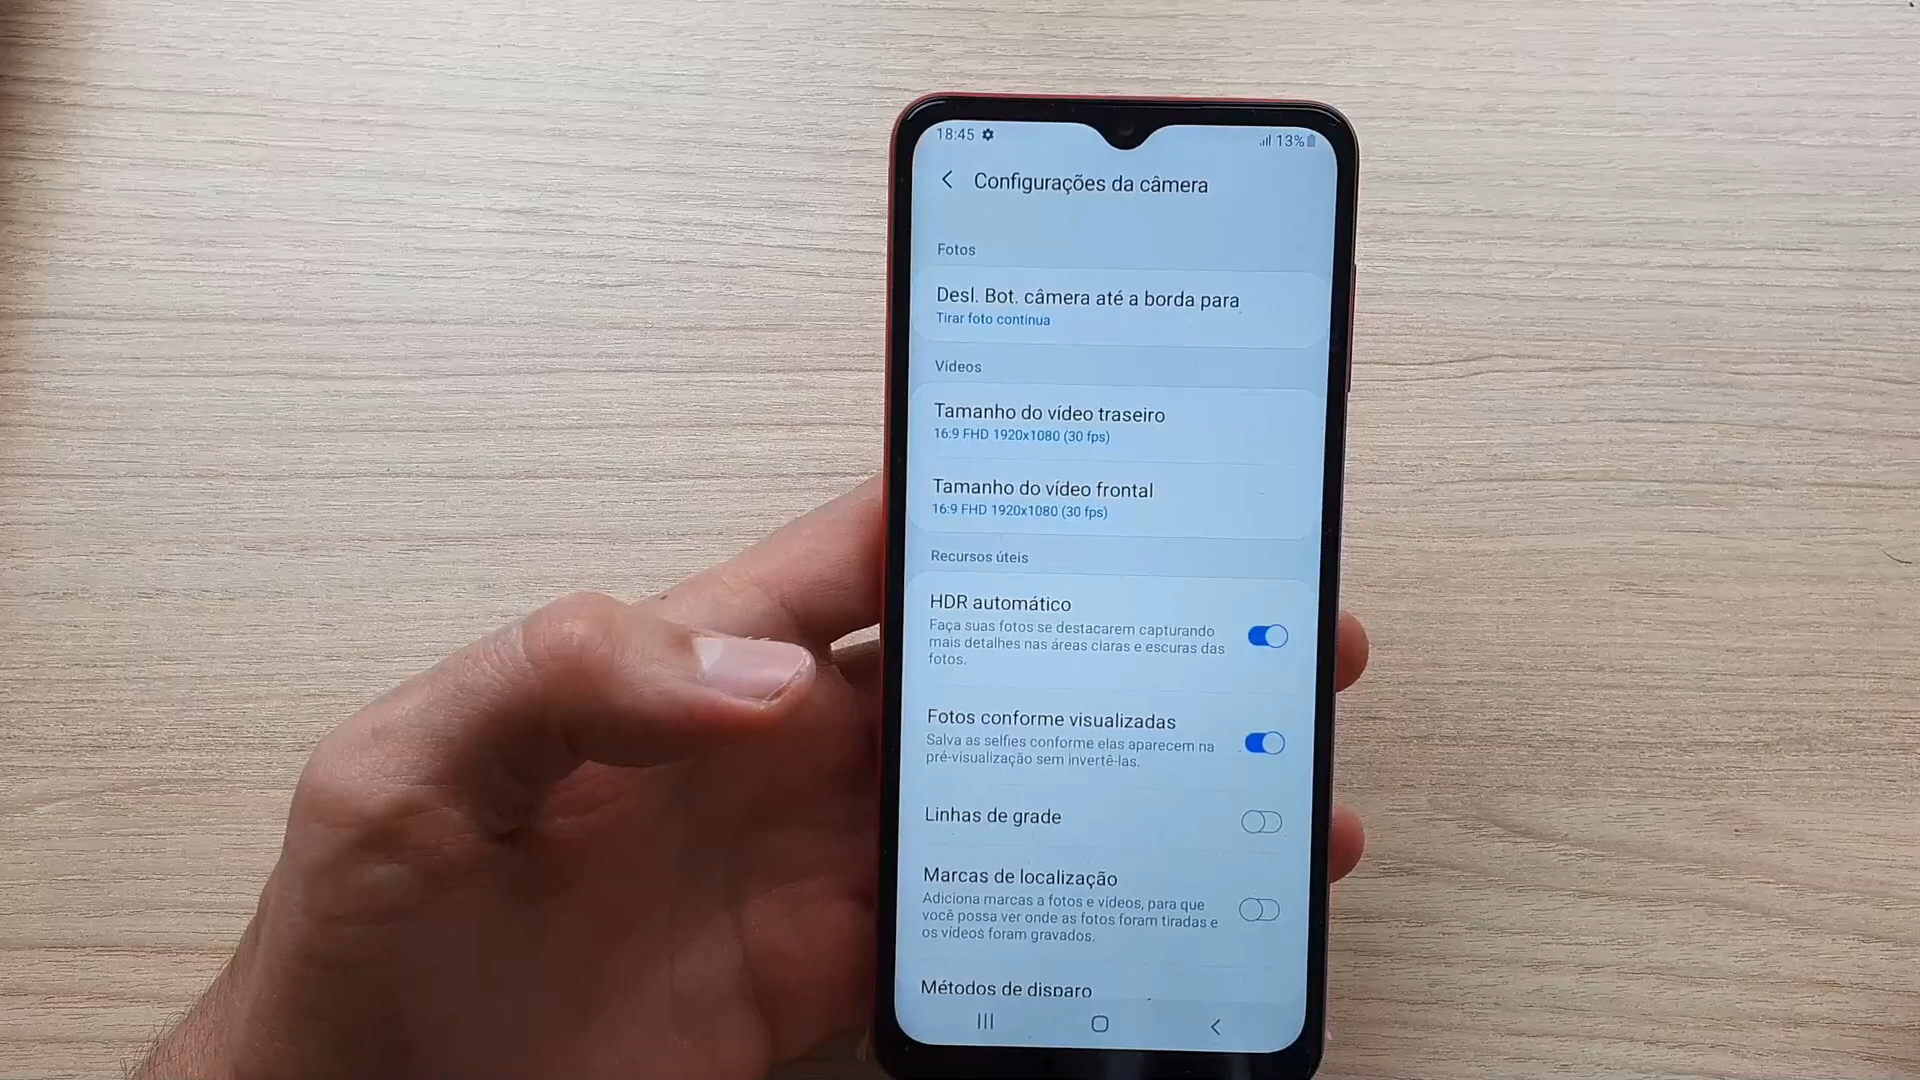 18:45
13%
Configurações da câmera
Fotos
Desl. Bot. câmera até a borda para
Tirar foto contínua
Vídeos
Tamanho do vídeo traseiro
16:9 FHD 1920x1080 (30 fps)
Tamanho do vídeo frontal
16:9 FHD 1920x1080 (30 fps)
Recursos úteis
HDR automático
Faça suas fotos se destacarem capturando
mais detalhes nas áreas claras e escuras das
fotos.
Fotos conforme visualizadas
Salva as selfies conforme elas aparecem na
pré-visualização sem invertê-las.
Linhas de grade
Marcas de localização
Adiciona marcas a fotos e vídeos, para que
você possa ver onde as fotos foram tiradas e
os vídeos foram gravados.
Métodos de disparo